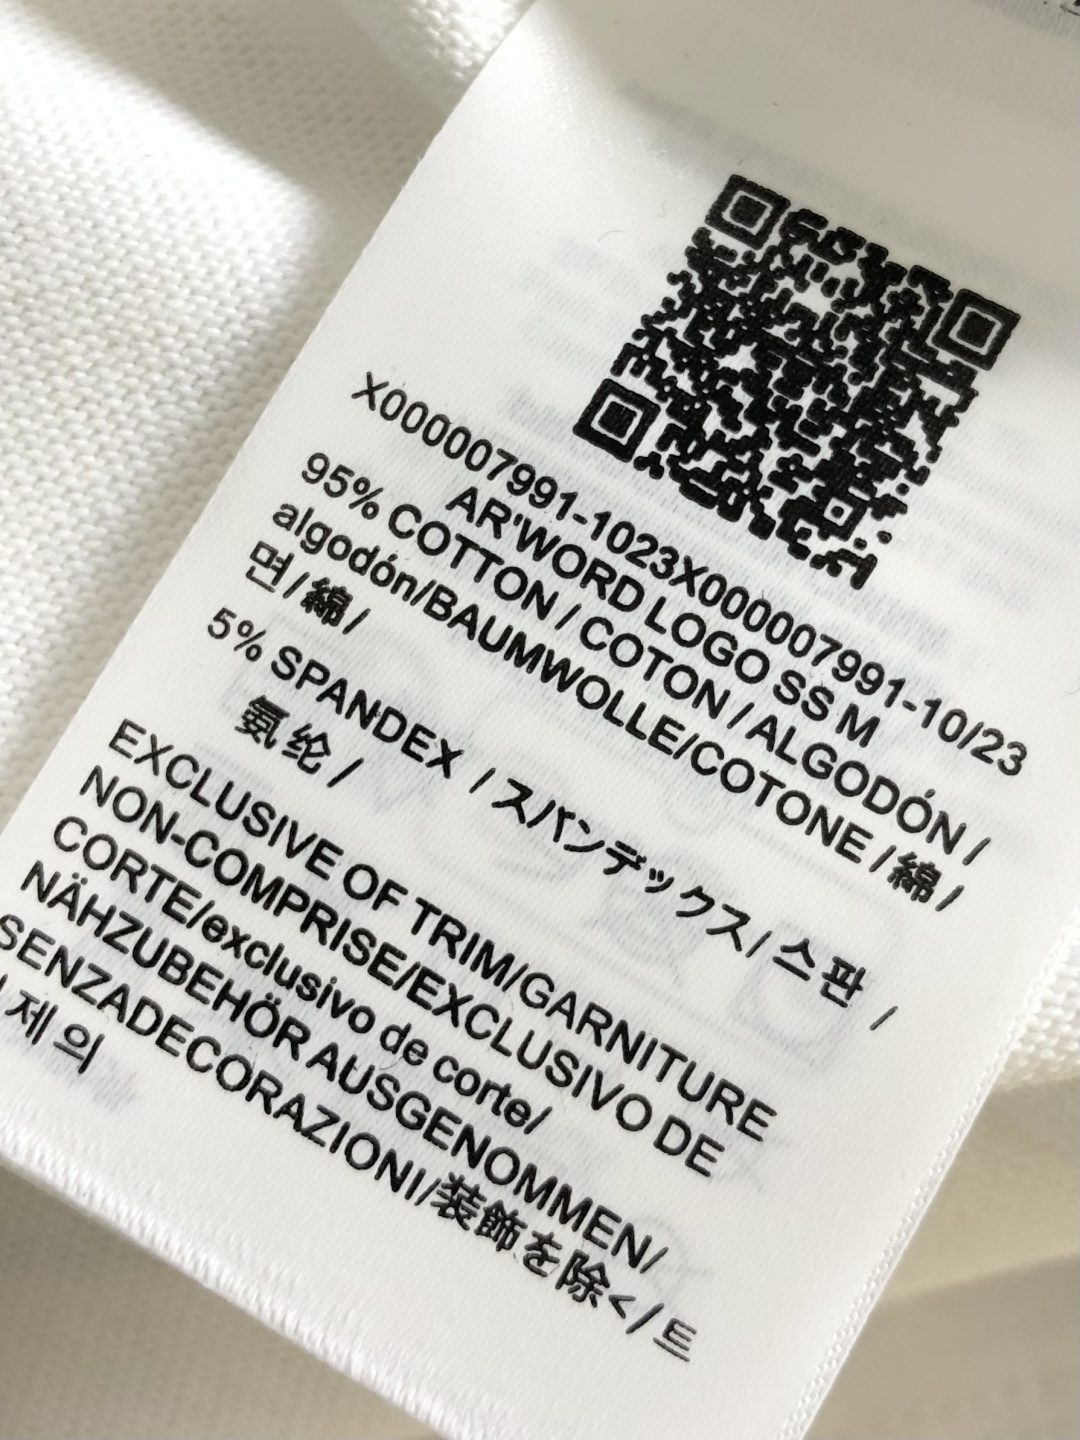 X000007991-1023X000007991-10/23
AR'WORD LOGO SS M
95% COTTON / COTON / ALGODÓN /
algodón/BAUMWOLLE/COTONE /綿/
면/綿/
5% SPANDEX / スパンデックス/스판 /
氨纶 /
EXCLUSIVE OF TRIM/GARNITURE
NON-COMPRISE/EXCLUSIVO DE
CORTE/exclusivo de corte/
NÄHZUBEHÖR AUSGENOMMEN/
SENZADECORAZIONI/装飾を除</트
제의